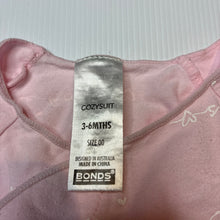 COZYSUIT
3-6MTHS
SIZE.00
DESIGNED IN AUSTRALIA
MADE IN CHINA
BONDS